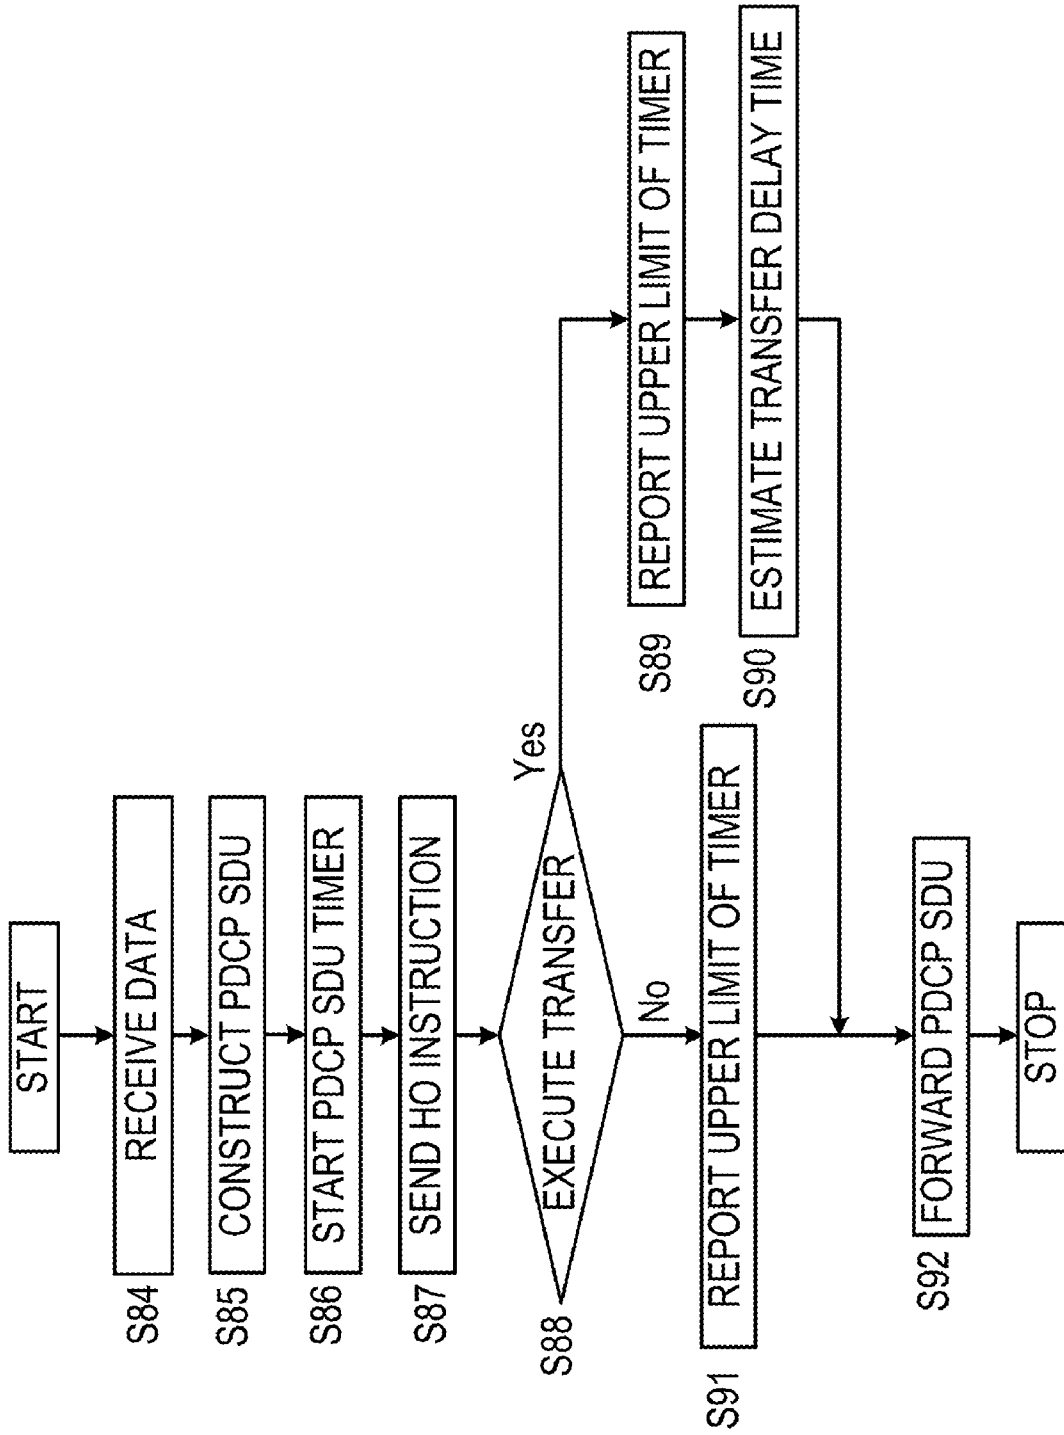 START
S84
RECEIVE DATA
S85
CONSTRUCT PDCP SDU
S86
START PDCP SDU TIMER
S87
SEND HO INSTRUCTION
S88
EXECUTE TRANSFER
Yes
No
S89
REPORT UPPER LIMIT OF TIMER
S90
ESTIMATE TRANSFER DELAY TIME
S91
REPORT UPPER LIMIT OF TIMER
S92
FORWARD PDCP SDU
STOP